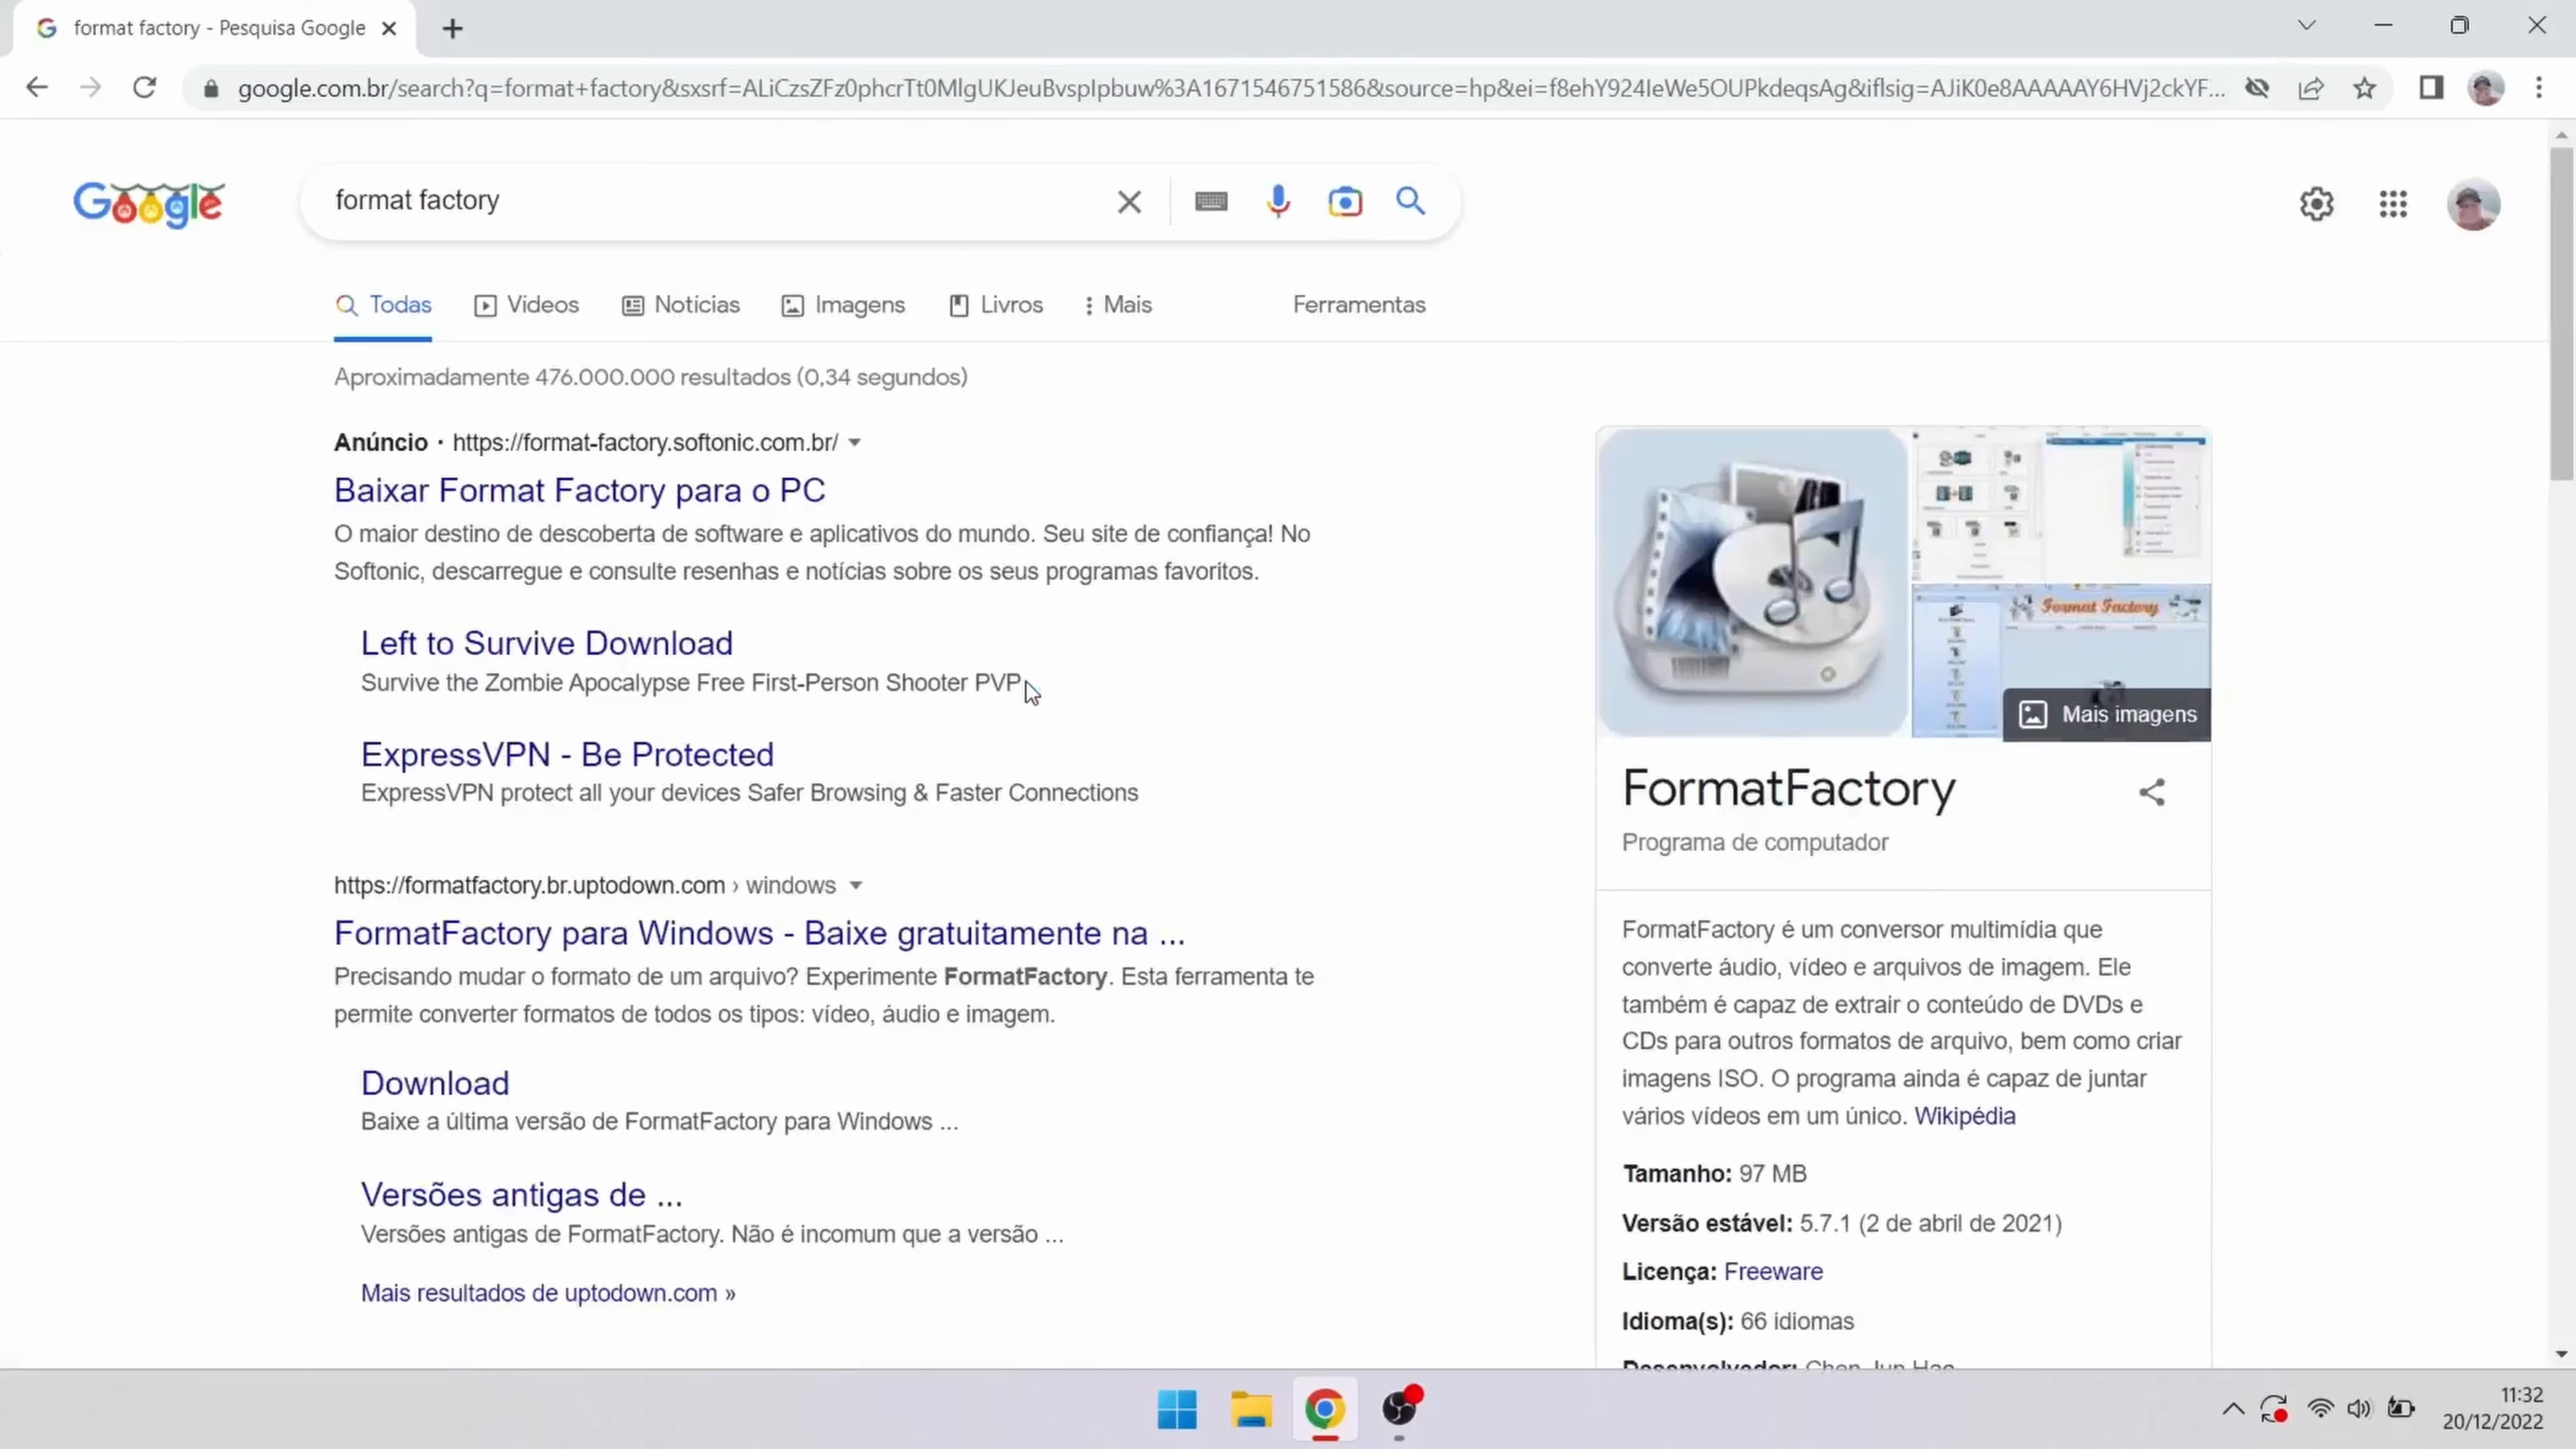 format factory - Pesquisa Google
google.com.br/search?q=format+factory&sxsrf=ALiCzsZFz0phcrTt0MlgUKJeuBvspIpbuw%3A1671546751586&source=hp&ei=f8ehY924IeWe5OUPkdeqsAg&iflsig=AJiK0e8AAAAAY6HVj2ckYF...
Google
format factory
Todas
Vídeos
Notícias
Imagens
Livros
Mais
Ferramentas
Aproximadamente 476.000.000 resultados (0,34 segundos)
Anúncio · https://format-factory.softonic.com.br/
Baixar Format Factory para o PC
O maior destino de descoberta de software e aplicativos do mundo. Seu site de confiança! No
Softonic, descarregue e consulte resenhas e notícias sobre os seus programas favoritos.
Left to Survive Download
Survive the Zombie Apocalypse Free First-Person Shooter PVP
ExpressVPN - Be Protected
ExpressVPN protect all your devices Safer Browsing & Faster Connections
https://formatfactory.br.uptodown.com › windows
FormatFactory para Windows - Baixe gratuitamente na ...
Precisando mudar o formato de um arquivo? Experimente FormatFactory. Esta ferramenta te
permite converter formatos de todos os tipos: vídeo, áudio e imagem.
Download
Baixe a última versão de FormatFactory para Windows ...
Versões antigas de ...
Versões antigas de FormatFactory. Não é incomum que a versão ...
Mais resultados de uptodown.com »
Format Factory
Mais imagens
FormatFactory
Programa de computador
FormatFactory é um conversor multimídia que
converte áudio, vídeo e arquivos de imagem. Ele
também é capaz de extrair o conteúdo de DVDs e
CDs para outros formatos de arquivo, bem como criar
imagens ISO. O programa ainda é capaz de juntar
vários vídeos em um único. Wikipédia
Tamanho: 97 MB
Versão estável: 5.7.1 (2 de abril de 2021)
Licença: Freeware
Idioma(s): 66 idiomas
Desenvolvedor: Chen Jun Hao
11:32
20/12/2022